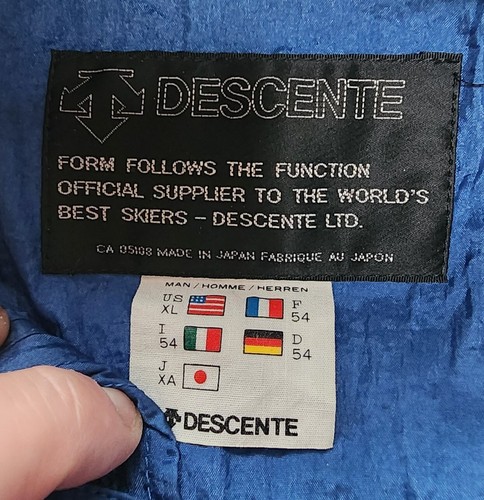 DESCENTE
FORM FOLLOWS THE FUNCTION
OFFICIAL SUPPLIER TO THE WORLD'S
BEST SKIERS - DESCENTE LTD.
CA 05188 MADE IN JAPAN FABRIQUE AU JAPON
MAN / HOMME / HERREN
US XL F 54
I 54 D 54
J XA
DESCENTE